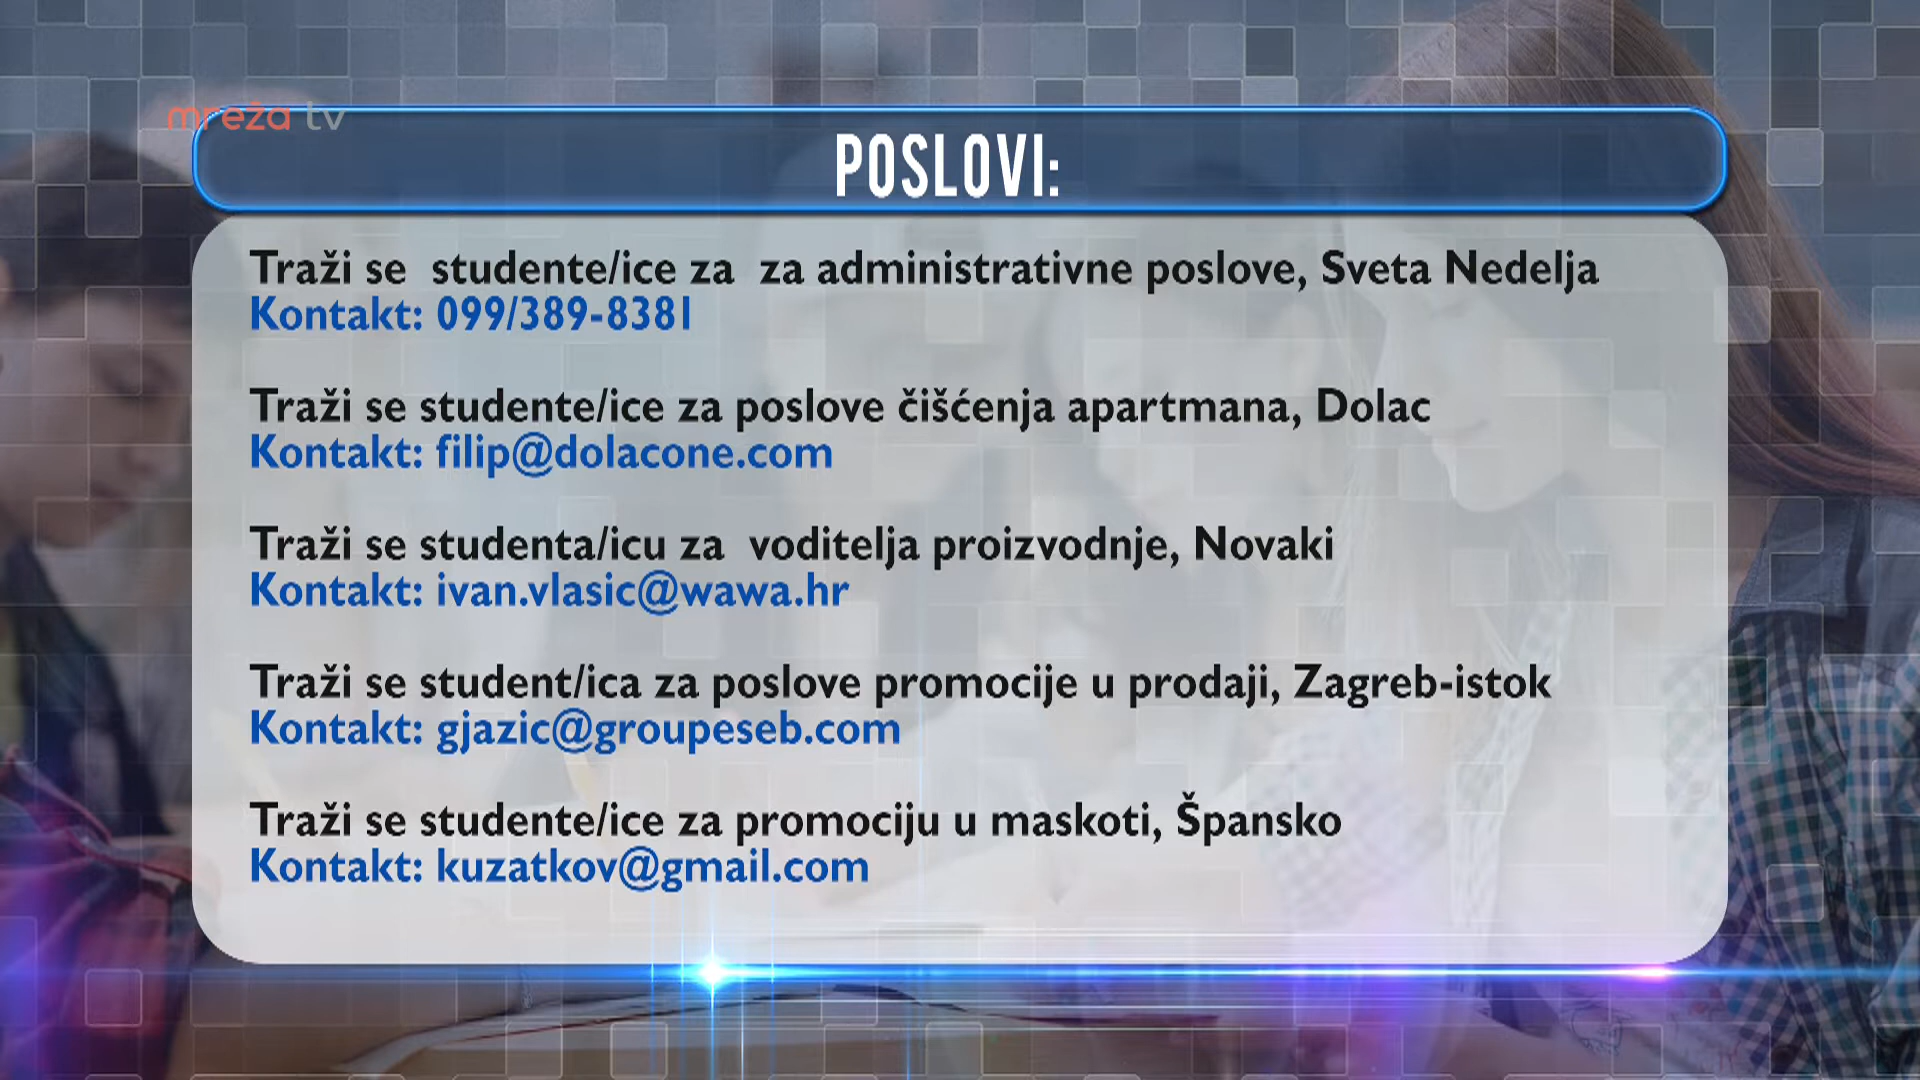 mreža tv
POSLOVI:
Traži se  studente/ice za  za administrativne poslove, Sveta Nedelja
Kontakt: 099/389-8381
Traži se studente/ice za poslove čišćenja apartmana, Dolac
Kontakt: filip@dolacone.com
Traži se studenta/icu za  voditelja proizvodnje, Novaki
Kontakt: ivan.vlasic@wawa.hr
Traži se student/ica za poslove promocije u prodaji, Zagreb-istok
Kontakt: gjazic@groupeseb.com
Traži se studente/ice za promociju u maskoti, Špansko
Kontakt: kuzatkov@gmail.com